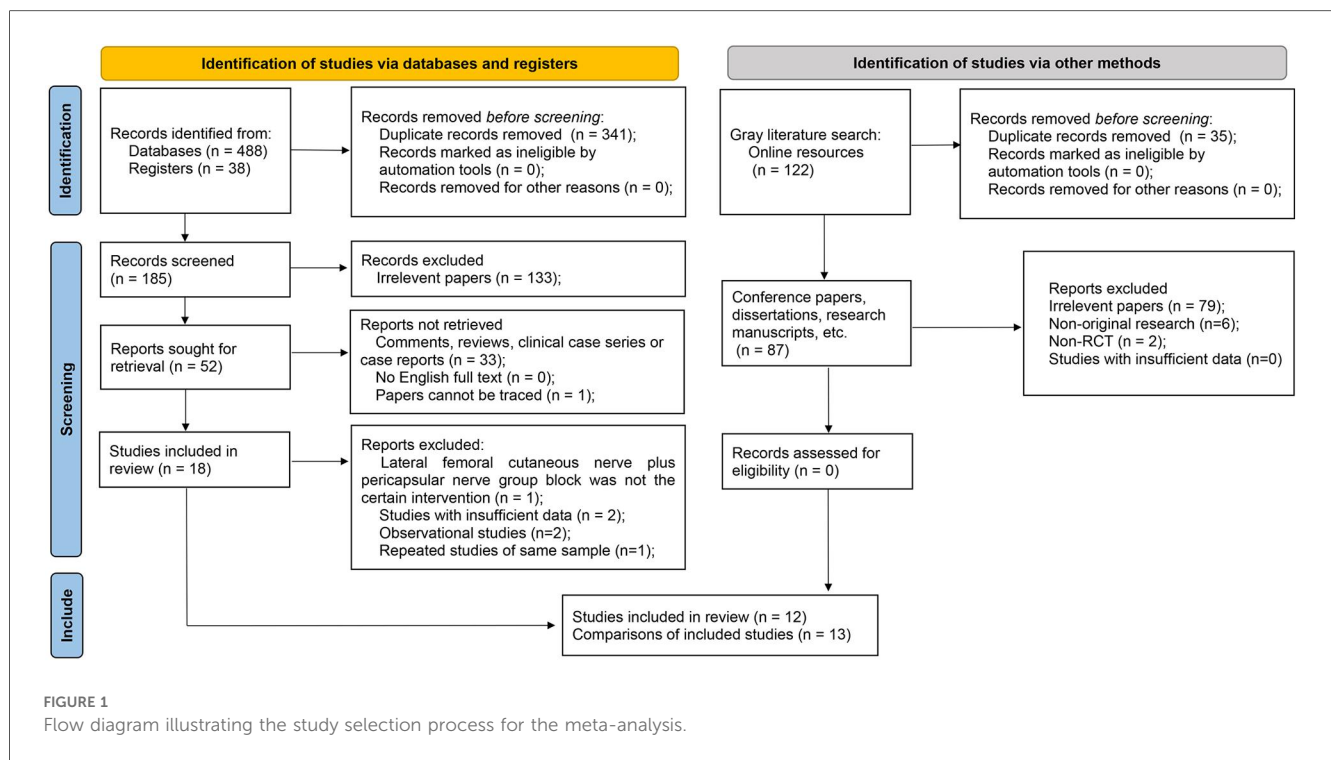 Identification of studies via databases and registers
Identification of studies via other methods
Identification
Records identified from:
Databases (n = 488)
Registers (n = 38)
Records removed before screening:
Duplicate records removed (n = 341);
Records marked as ineligible by
automation tools (n = 0);
Records removed for other reasons (n = 0);
Gray literature search:
Online resources
(n = 122)
Records removed before screening:
Duplicate records removed (n = 35);
Records marked as ineligible by
automation tools (n = 0);
Records removed for other reasons (n = 0);
Screening
Records screened
(n = 185)
Records excluded
Irrelevent papers (n = 133);
Reports sought for
retrieval (n = 52)
Reports not retrieved
Comments, reviews, clinical case series or
case reports (n = 33);
No English full text (n = 0);
Papers cannot be traced (n = 1);
Studies included in
review (n = 18)
Reports excluded:
Lateral femoral cutaneous nerve plus
pericapsular nerve group block was not the
certain intervention (n = 1);
Studies with insufficient data (n = 2);
Observational studies (n=2);
Repeated studies of same sample (n=1);
Conference papers,
dissertations, research
manuscripts, etc.
(n = 87)
Reports excluded
Irrelevent papers (n = 79);
Non-original research (n=6);
Non-RCT (n = 2);
Studies with insufficient data (n=0)
Records assessed for
eligibility (n = 0)
Include
Studies included in review (n = 12)
Comparisons of included studies (n = 13)
FIGURE 1
Flow diagram illustrating the study selection process for the meta-analysis.